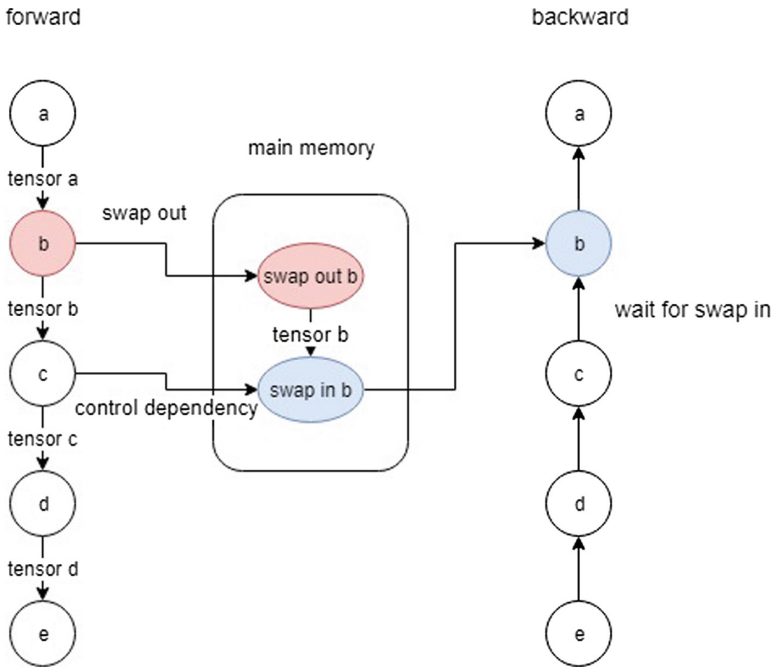 forward
backward
a
a
main memory
tensor a
swap out
b
b
swap out b
tensor b
wait for swap in
tensor b
c
c
swap in b
control dependency
tensor c
d
d
tensor d
e
e